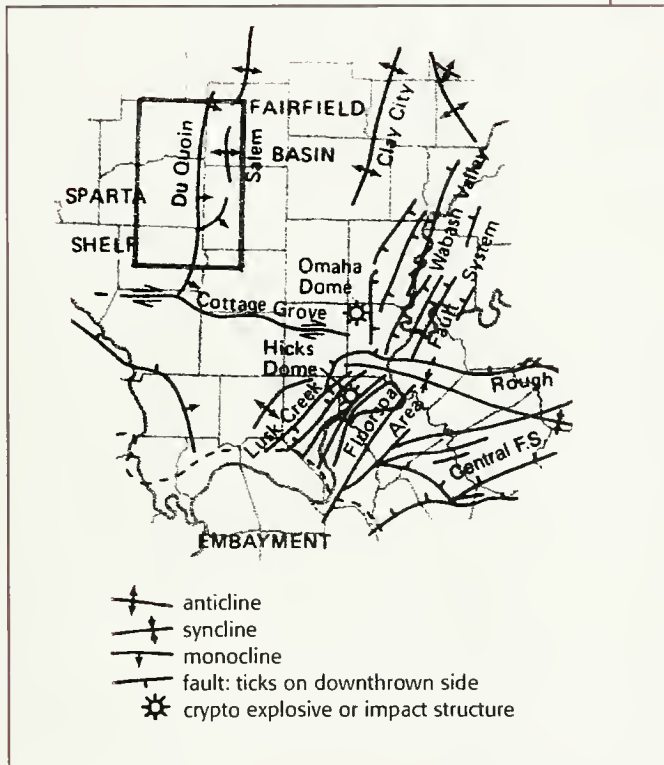 FAIRFIELD
BASIN
Du Quoin
Salem
Clay City
SPARTA
SHELF
Wabash Valley
Fault System
Omaha
Dome
Cottage Grove
Hicks
Dome
Rough
Lusk Creek
Fluorspar
Area
Central F.S.
EMBAYMENT
anticline
syncline
monocline
fault: ticks on downthrown side
crypto explosive or impact structure